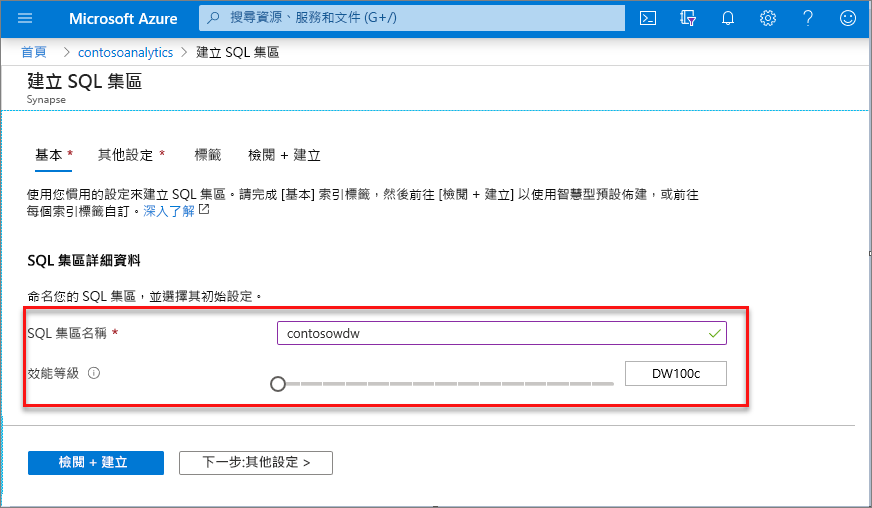 Microsoft Azure
搜尋資源、服務和文件 (G+/)
首頁 > contosoanalytics > 建立 SQL 集區
建立 SQL 集區
Synapse
基本 * 其他設定 * 標籤 檢閱 + 建立
使用您慣用的設定來建立 SQL 集區。請完成 [基本] 索引標籤，然後前往 [檢閱 + 建立] 以使用智慧型預設佈建，或前往
每個索引標籤自訂。深入了解
SQL 集區詳細資料
命名您的 SQL 集區，並選擇其初始設定。
SQL 集區名稱 * contosowdw
效能等級 DW100c
檢閱 + 建立 下一步:其他設定 >